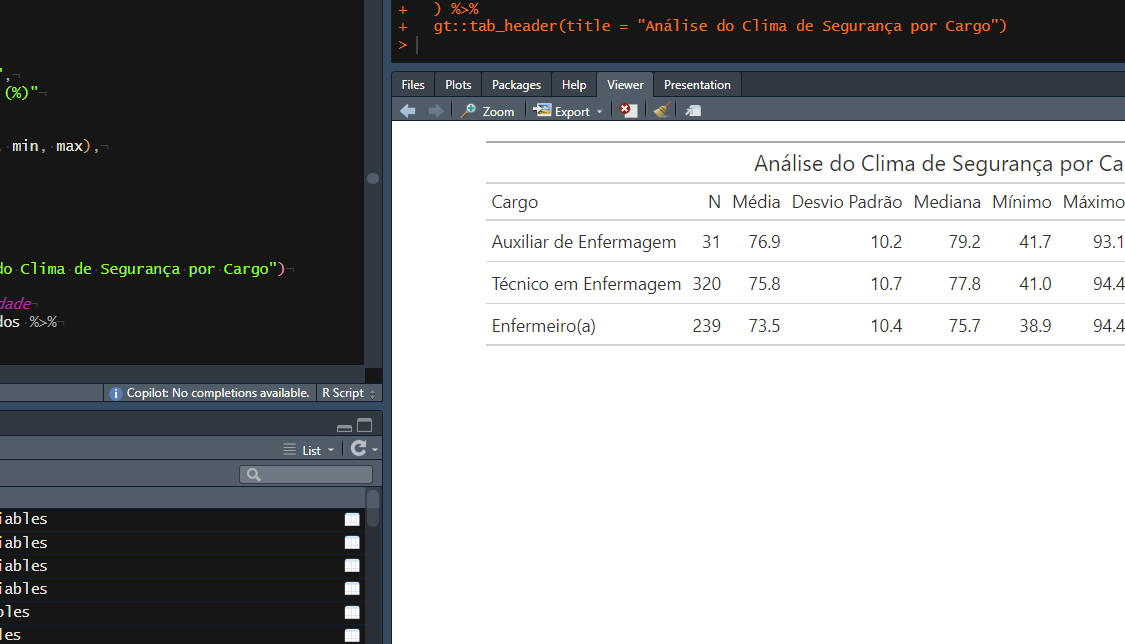 + ) %>%
+ gt::tab_header(title = "Análise do Clima de Segurança por Cargo")
>
",¬
(%)"¬
, min, max),¬
do Clima de Segurança por Cargo")¬
dade¬
dos %>%¬
Copilot: No completions available. R Script
List
iables
iables
iables
iables
bles
les
Files Plots Packages Help Viewer Presentation
Zoom Export
Análise do Clima de Segurança por Ca
Cargo N Média Desvio Padrão Mediana Mínimo Máximo
Auxiliar de Enfermagem 31 76.9 10.2 79.2 41.7 93.1
Técnico em Enfermagem 320 75.8 10.7 77.8 41.0 94.4
Enfermeiro(a) 239 73.5 10.4 75.7 38.9 94.4